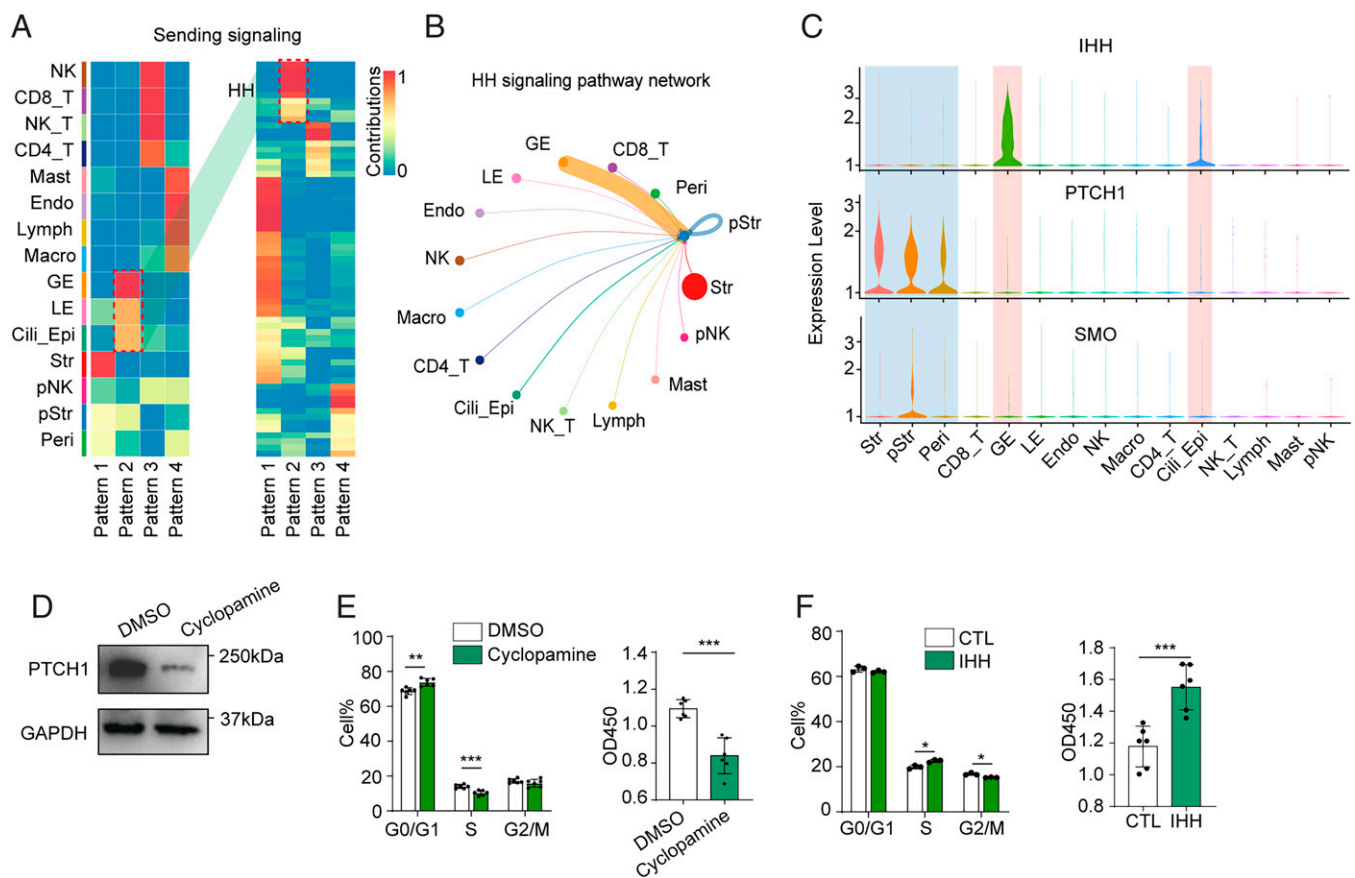 A
Sending signaling
NK
CD8_T
NK_T
CD4_T
Mast
Endo
Lymph
Macro
GE
LE
Cili_Epi
Str
pNK
pStr
Peri
Pattern 1
Pattern 2
Pattern 3
Pattern 4
HH
Pattern 1
Pattern 2
Pattern 3
Pattern 4
1
0
Contributions
B
HH signaling pathway network
GE
CD8_T
LE
Peri
Endo
pStr
NK
Str
Macro
pNK
CD4_T
Mast
Cili_Epi
NK_T
Lymph
C
IHH
3
2
1
PTCH1
3
2
1
SMO
3
2
1
Expression Level
Str
pStr
Peri
CD8_T
GE
LE
Endo
NK
Macro
CD4_T
Cili_Epi
NK_T
Lymph
Mast
pNK
D
DMSO
Cyclopamine
PTCH1
250kDa
GAPDH
37kDa
E
DMSO
Cyclopamine
100
80
60
40
20
0
Cell%
**
***
G0/G1
S
G2/M
1.4
1.2
1.0
0.8
0.6
OD450
***
DMSO
Cyclopamine
F
CTL
IHH
80
60
40
20
0
Cell%
*
*
G0/G1
S
G2/M
1.8
1.6
1.4
1.2
1.0
0.8
OD450
***
CTL
IHH